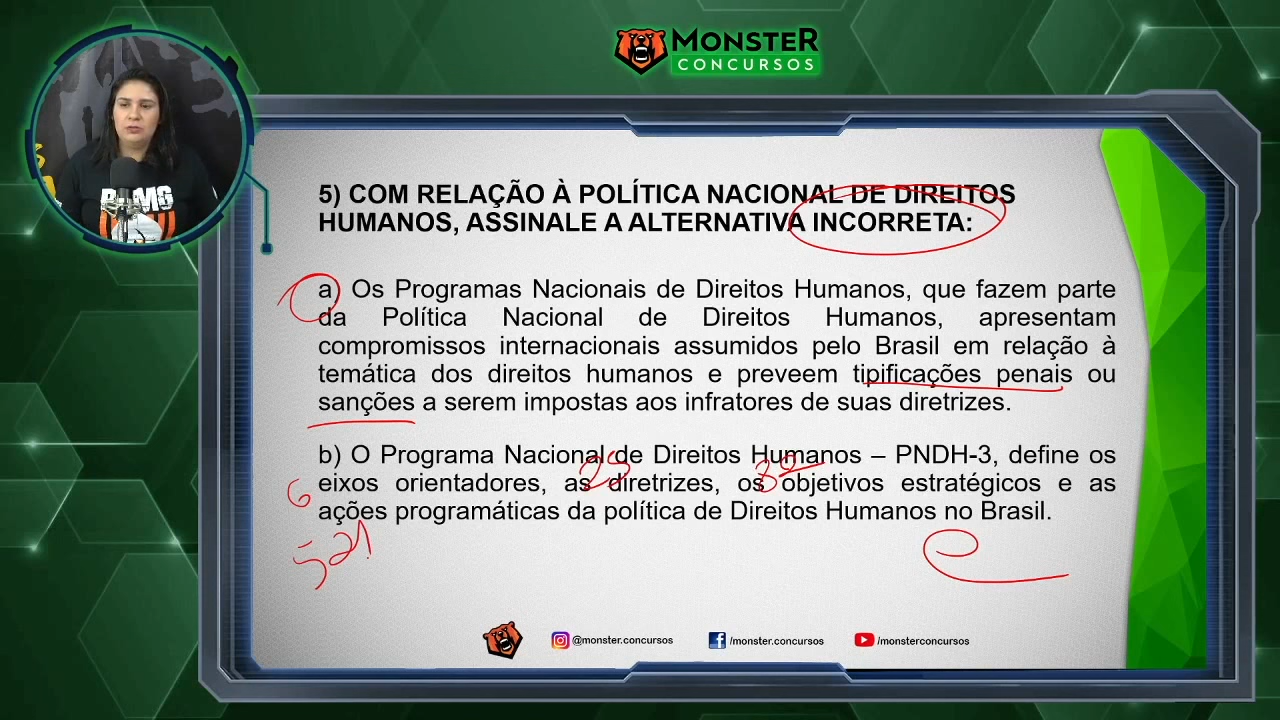 MONSTER
CONCURSOS
5) COM RELAÇÃO À POLÍTICA NACIONAL DE DIREITOS
HUMANOS, ASSINALE A ALTERNATIVA INCORRETA:
a) Os Programas Nacionais de Direitos Humanos, que fazem parte
da Política Nacional de Direitos Humanos, apresentam
compromissos internacionais assumidos pelo Brasil em relação à
temática dos direitos humanos e preveem tipificações penais ou
sanções a serem impostas aos infratores de suas diretrizes.
b) O Programa Nacional de Direitos Humanos – PNDH-3, define os
25
eixos orientadores, as diretrizes, os objetivos estratégicos e as
6
ações programáticas da política de Direitos Humanos no Brasil.
521
@monster.concursos
/monster.concursos
/monsterconcursos